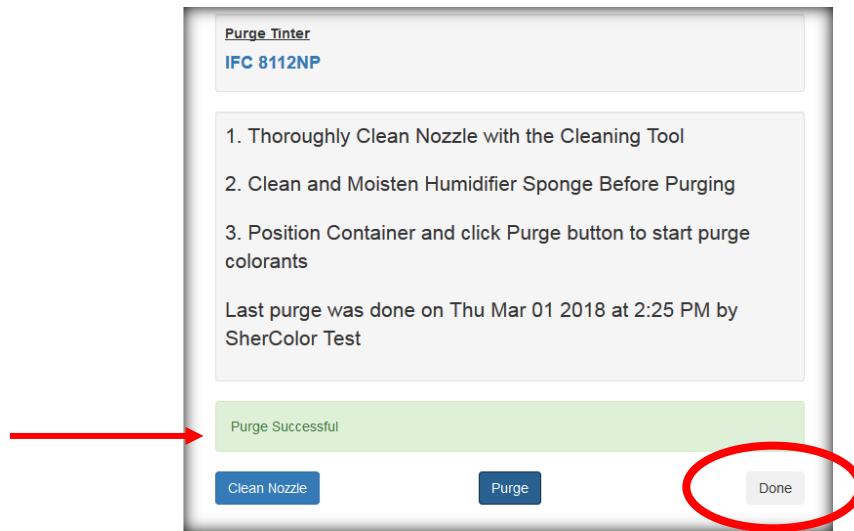 Purge Tinter
IFC 8112NP
1. Thoroughly Clean Nozzle with the Cleaning Tool
2. Clean and Moisten Humidifier Sponge Before Purging
3. Position Container and click Purge button to start purge
colorants
Last purge was done on Thu Mar 01 2018 at 2:25 PM by
SherColor Test
Purge Successful
Clean Nozzle
Purge
Done